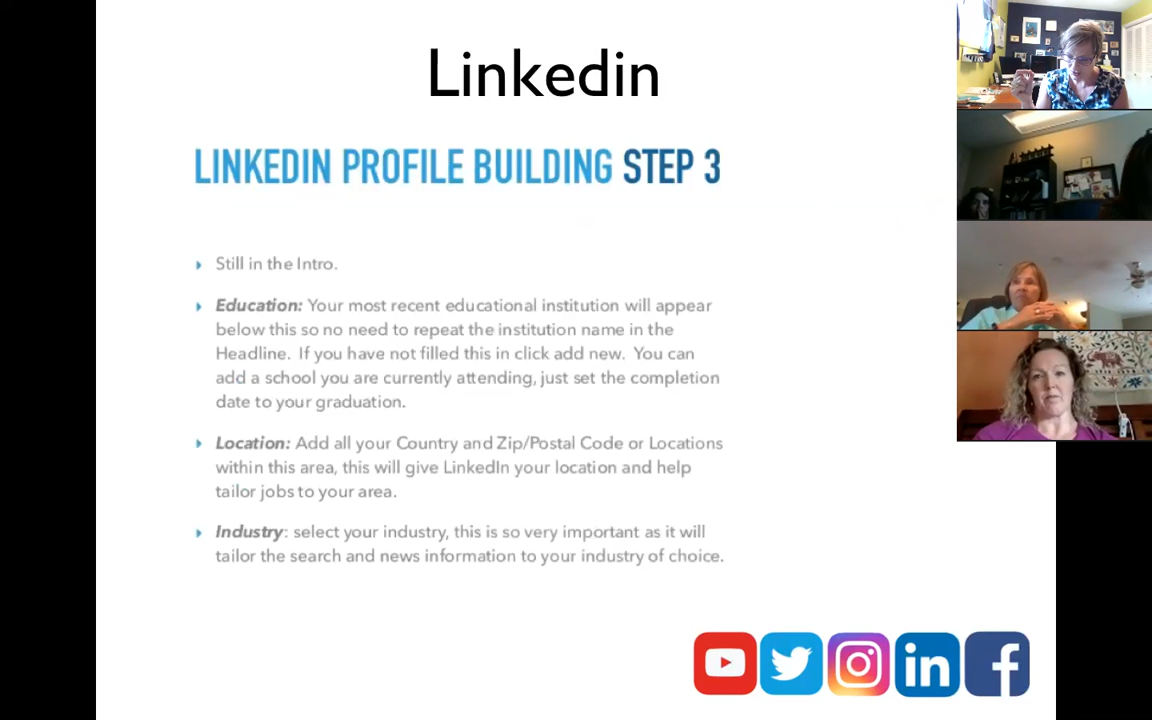 Linkedin
LINKEDIN PROFILE BUILDING STEP 3
Still in the Intro.
Education: Your most recent educational institution will appear
below this so no need to repeat the institution name in the
Headline. If you have not filled this in click add new. You can
add a school you are currently attending, just set the completion
date to your graduation.
Location: Add all your Country and Zip/Postal Code or Locations
within this area, this will give LinkedIn your location and help
tailor jobs to your area.
Industry: select your industry, this is so very important as it will
tailor the search and news information to your industry of choice.
in
f